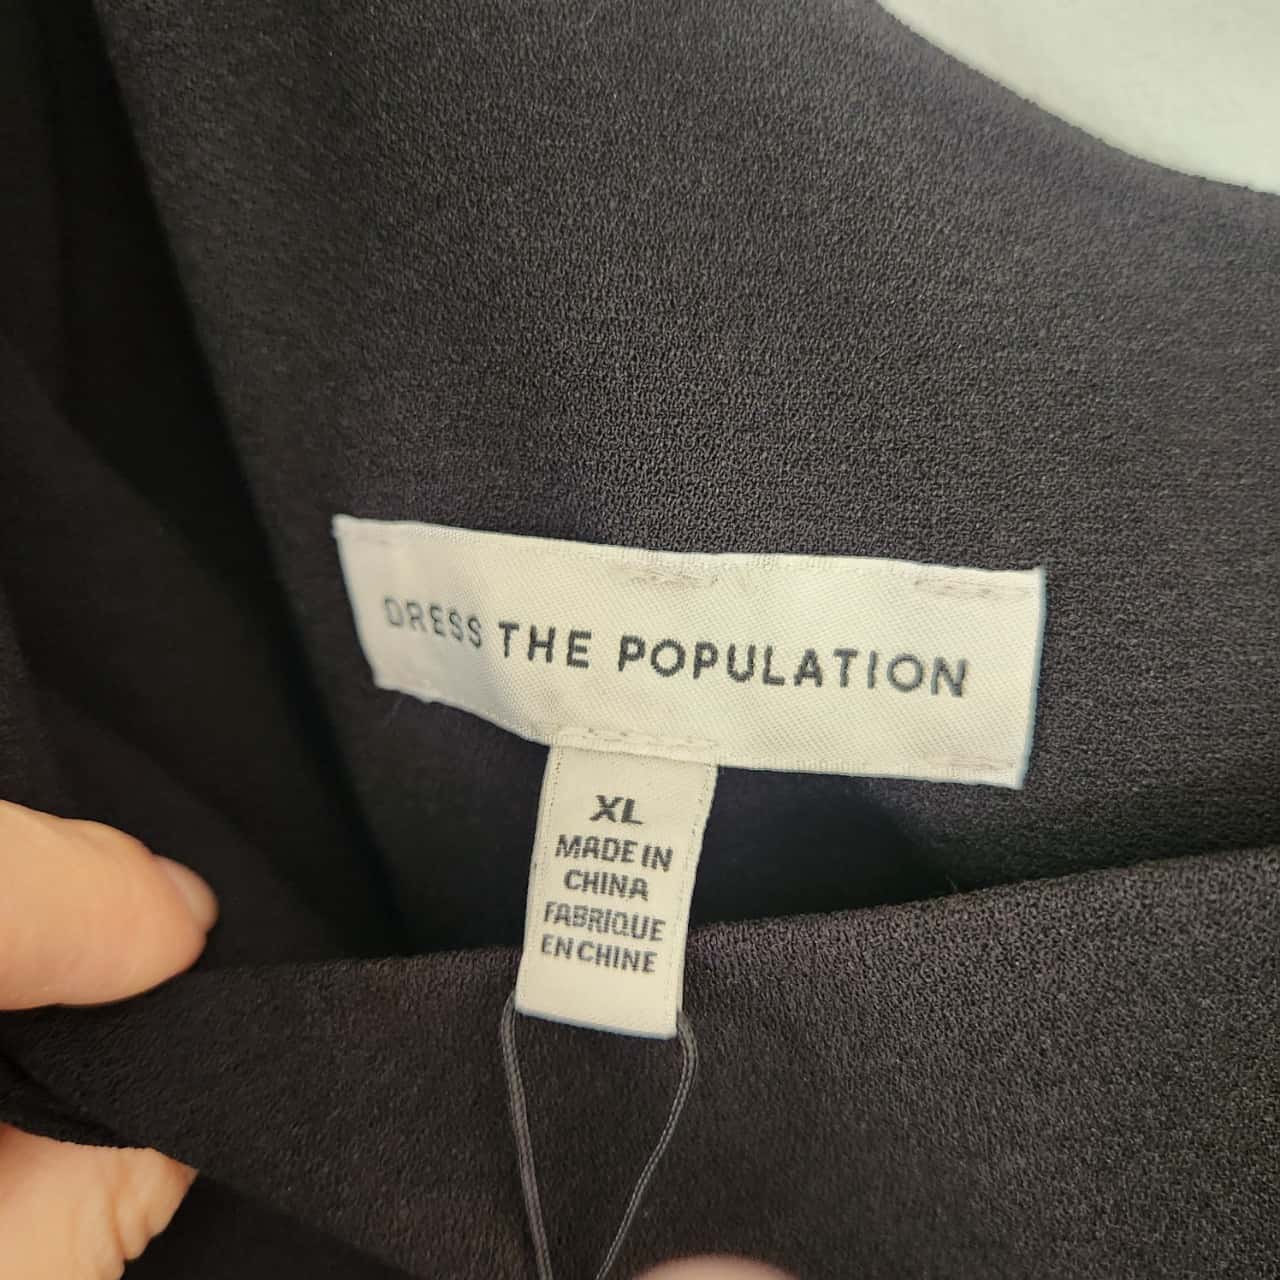 DRESS THE POPULATION
XL
MADE IN
CHINA
FABRIQUE
EN CHINE